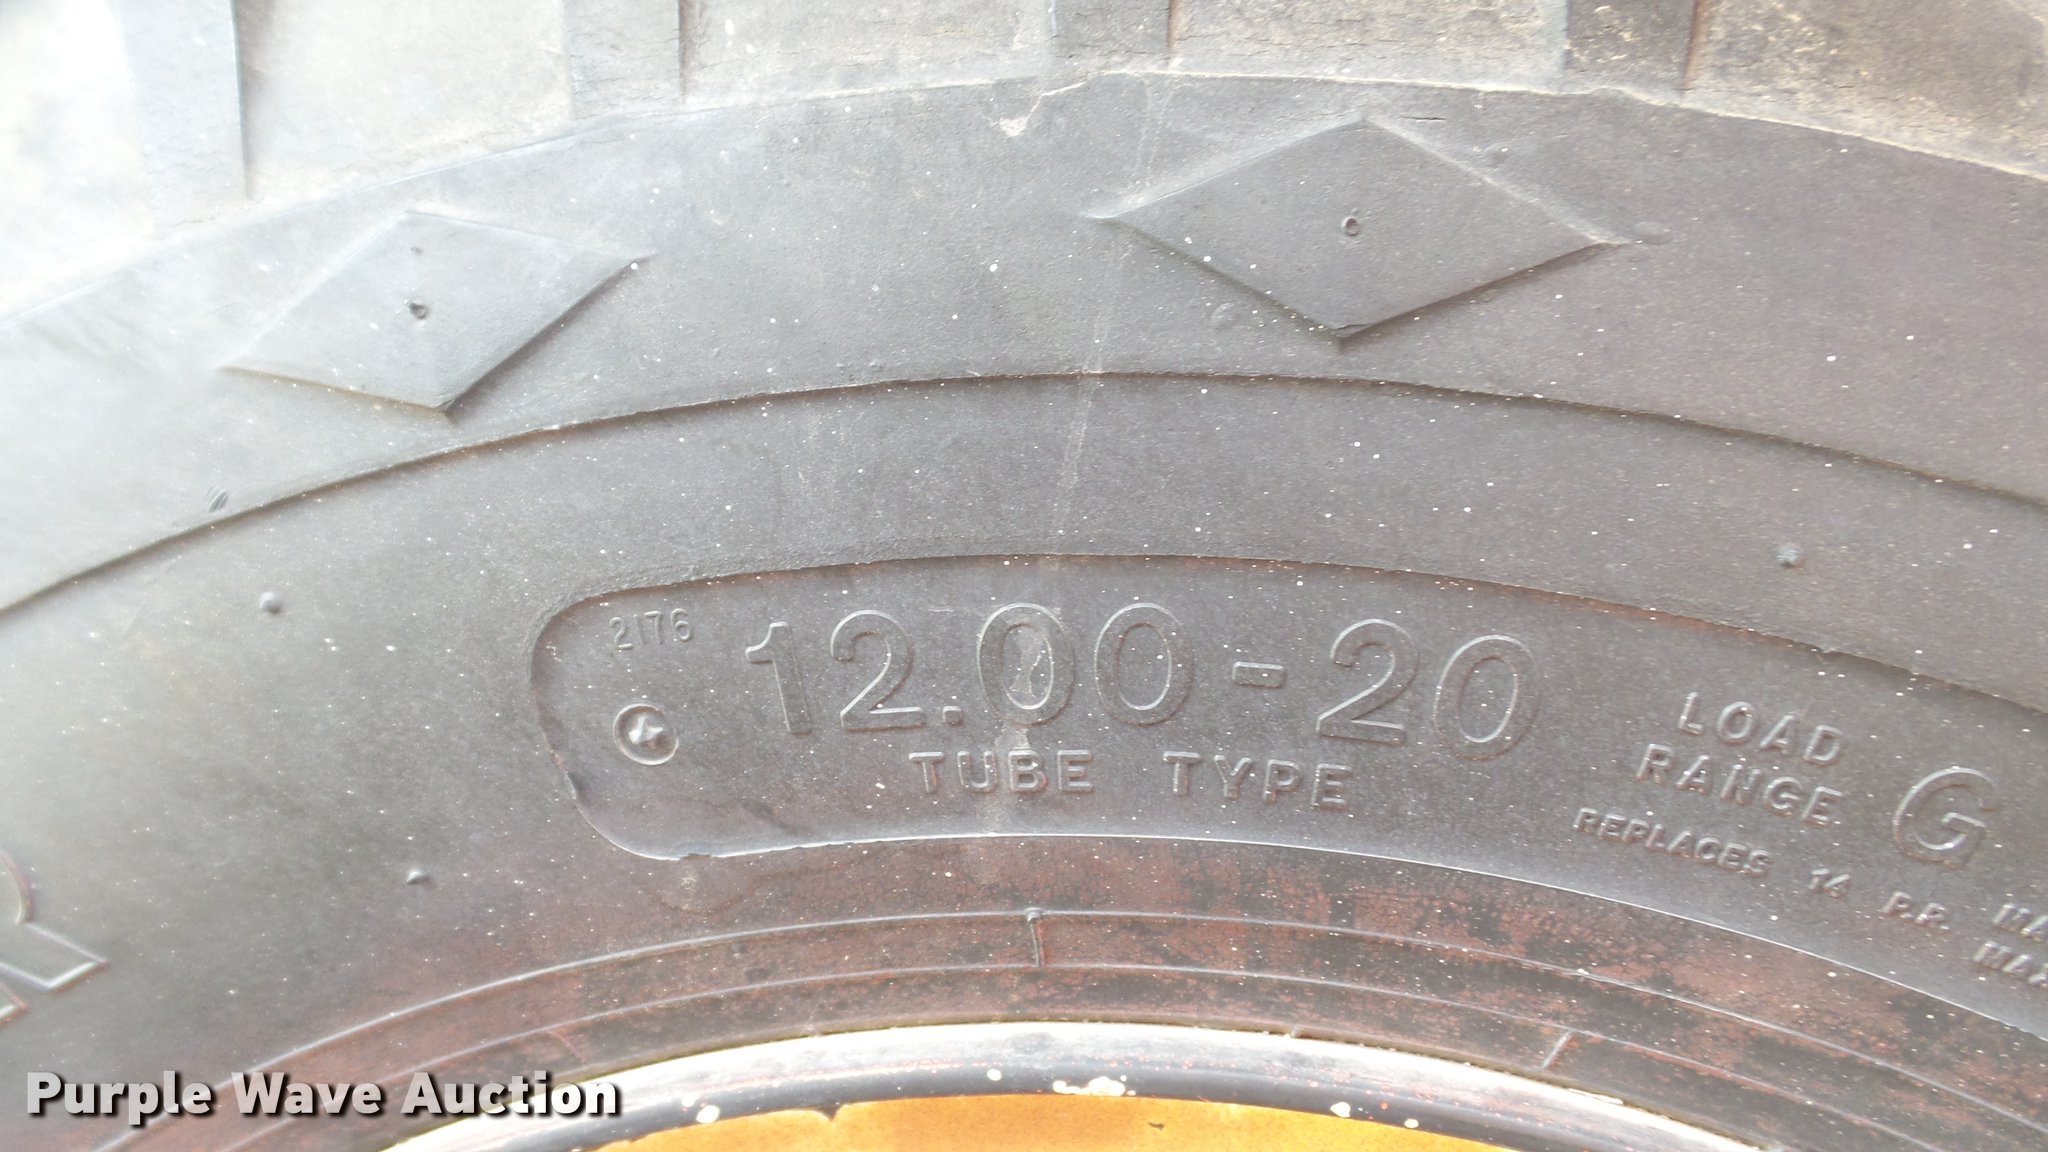 2176
12.00-20
TUBE TYPE
LOAD
RANGE G
REPLACES 14 P.R.
Purple Wave Auction